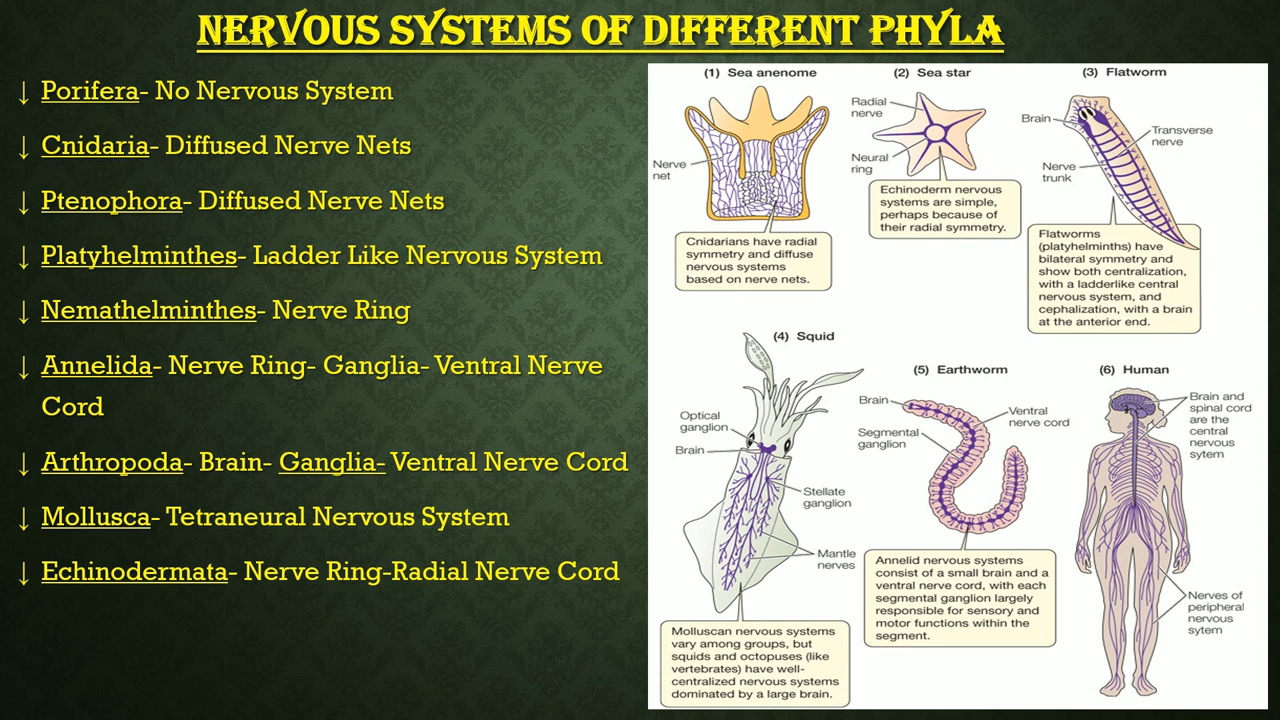 NERVOUS SYSTEMS OF DIFFERENT PHYLA
↓ Porifera- No Nervous System
↓ Cnidaria- Diffused Nerve Nets
↓ Ptenophora- Diffused Nerve Nets
↓ Platyhelminthes- Ladder Like Nervous System
↓ Nemathelminthes- Nerve Ring
↓ Annelida- Nerve Ring- Ganglia- Ventral Nerve
Cord
↓ Arthropoda- Brain- Ganglia- Ventral Nerve Cord
↓ Mollusca- Tetraneural Nervous System
↓ Echinodermata- Nerve Ring-Radial Nerve Cord
(1) Sea anenome
Nerve
net
Cnidarians have radial
symmetry and diffuse
nervous systems
based on nerve nets.
(2) Sea star
Radial
nerve
Neural
ring
Echinoderm nervous
systems are simple,
perhaps because of
their radial symmetry.
(3) Flatworm
Brain
Transverse
nerve
Nerve
trunk
Flatworms
(platyhelminths) have
bilateral symmetry and
show both centralization,
with a ladderlike central
nervous system, and
cephalization, with a brain
at the anterior end.
(4) Squid
Optical
ganglion
Brain
Stellate
ganglion
Mantle
nerves
Molluscan nervous systems
vary among groups, but
squids and octopuses (like
vertebrates) have well-
centralized nervous systems
dominated by a large brain.
(5) Earthworm
Brain
Ventral
nerve cord
Segmental
ganglion
Annelid nervous systems
consist of a small brain and a
ventral nerve cord, with each
segmental ganglion largely
responsible for sensory and
motor functions within the
segment.
(6) Human
Brain and
spinal cord
are the
central
nervous
sytem
Nerves of
peripheral
nervous
sytem